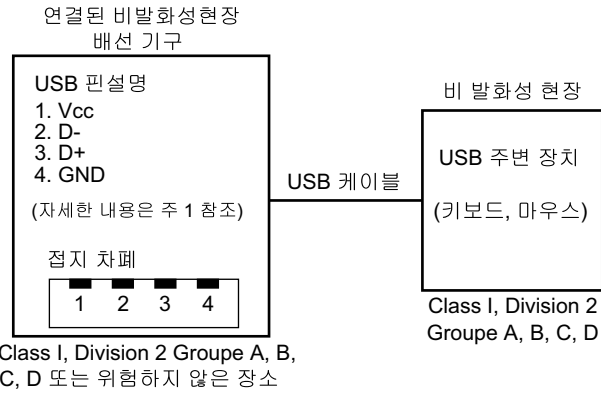 연결된 비발화성현장
배선 기구
USB 핀설명
1. Vcc
2. D-
3. D+
4. GND
(자세한 내용은 주 1 참조)
접지 차폐
1 2 3 4
Class I, Division 2 Groupe A, B,
C, D 또는 위험하지 않은 장소
USB 케이블
비 발화성 현장
USB 주변 장치
(키보드, 마우스)
Class I, Division 2
Groupe A, B, C, D